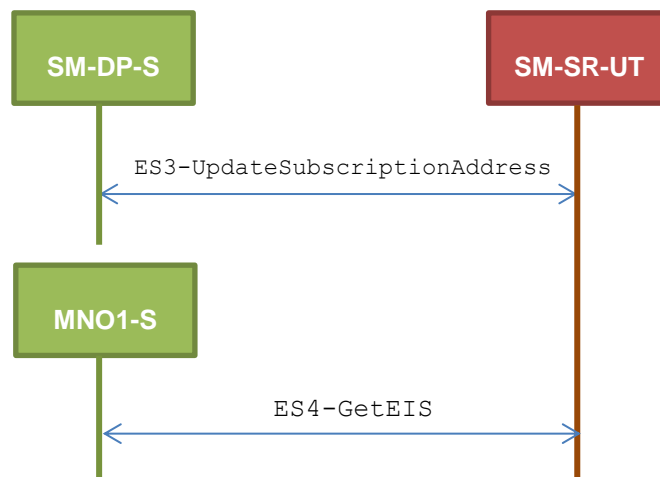 SM-DP-S
SM-SR-UT
ES3-UpdateSubscriptionAddress
MNO1-S
ES4-GetEIS